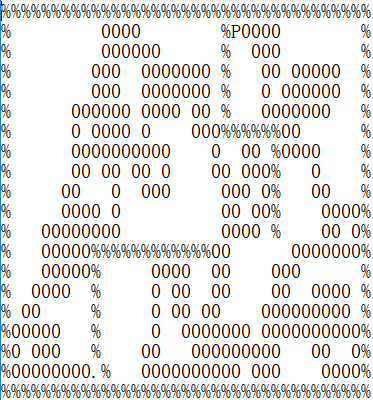 %%%%%%%%%%%%%%%%%%%%%%%%%%%%%%%%%%%%%
%         0000        %P0000        %
%         000000      %  000        %
%        000  0000000 %   00 00000  %
%        000  0000000 %   0 000000  %
%      000000 0000 00 %   0000000   %
%      0 0000 0    000%%%%%%00      %
%      0000000000    0  00 %0000    %
%      00 00 00 0    00 000%   0    %
%     00   0  000     000 0%   00   %
%     0000 0          00 00%    0000%
%   00000000          0000 %    00 0%
%   00000%%%%%%%%%%%%00      0000000%
%   00000%     0000  00    000      %
%  0000  %     0 00  00    00  0000 %
% 00     %     0 00 00    000000000 %
%00000   %     0  0000000 0000000000%
%0 000   %    00   000000000   00  0%
%00000000.%   0000000000 000    0000%
%%%%%%%%%%%%%%%%%%%%%%%%%%%%%%%%%%%%%